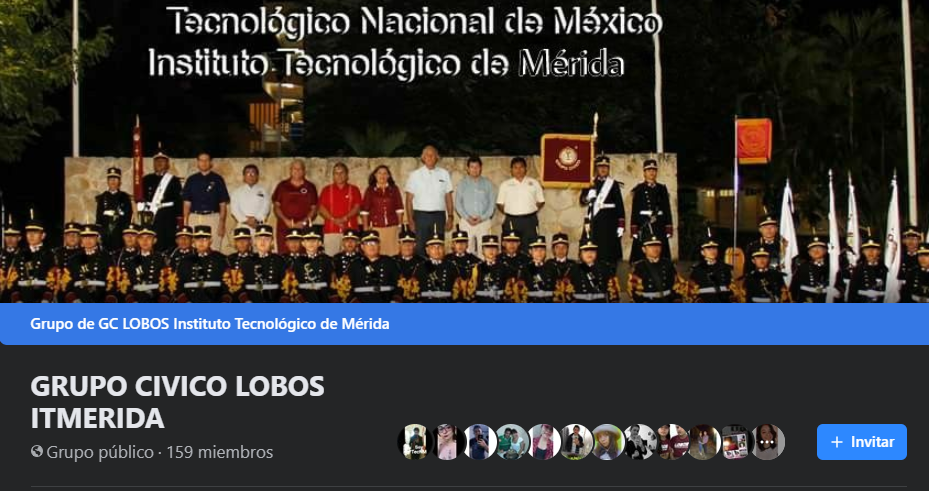 Tecnológico Nacional de México
Instituto Tecnológico de Mérida
Grupo de GC LOBOS Instituto Tecnológico de Mérida
GRUPO CIVICO LOBOS
ITMERIDA
Grupo público · 159 miembros
+ Invitar